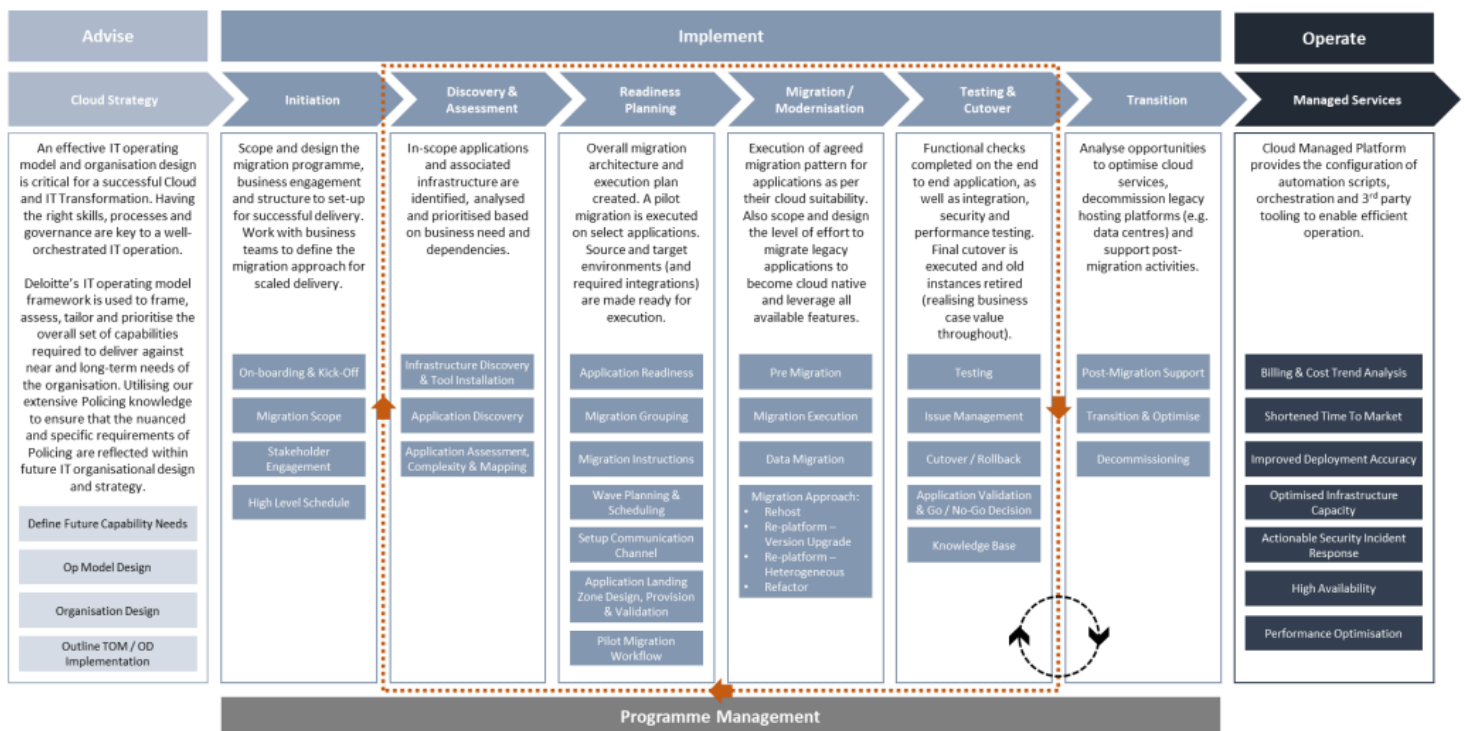 Advise
Implement
Operate
Cloud Strategy
Initiation
Discovery &
Assessment
Readiness
Planning
Migration /
Modernisation
Testing &
Cutover
Transition
Managed Services
An effective IT operating
model and organisation design
is critical for a successful Cloud
and IT Transformation. Having
the right skills, processes and
governance are key to a well-
orchestrated IT operation.
Deloitte's IT operating model
framework is used to frame,
assess, tailor and prioritise the
overall set of capabilities
required to deliver against
near and long-term needs of
the organisation. Utilising our
extensive Policing knowledge
to ensure that the nuanced
and specific requirements of
Policing are reflected within
future IT organisational design
and strategy.
Define Future Capability Needs
Op Model Design
Organisation Design
Outline TOM / OD
Implementation
Scope and design the
migration programme,
business engagement
and structure to set-up
for successful delivery.
Work with business
teams to define the
migration approach for
scaled delivery.
On-boarding & Kick-Off
Migration Scope
Stakeholder
Engagement
High Level Schedule
In-scope applications
and associated
infrastructure are
identified, analysed
and prioritised based
on business need and
dependencies.
Infrastructure Discovery
& Tool Installation
Application Discovery
Application Assessment,
Complexity & Mapping
Overall migration
architecture and
execution plan
created. A pilot
migration is executed
on select applications.
Source and target
environments (and
required integrations)
are made ready for
execution.
Application Readiness
Migration Grouping
Migration Instructions
Wave Planning &
Scheduling
Setup Communication
Channel
Application Landing
Zone Design, Provision
& Validation
Pilot Migration
Workflow
Execution of agreed
migration pattern for
applications as per
their cloud suitability.
Also scope and design
the level of effort to
migrate legacy
applications to
become cloud native
and leverage all
available features.
Pre Migration
Migration Execution
Data Migration
Migration Approach:
• Rehost
• Re-platform –
Version Upgrade
• Re-platform –
Heterogeneous
• Refactor
Functional checks
completed on the end
to end application, as
well as integration,
security and
performance testing.
Final cutover is
executed and old
instances retired
(realising business
case value
throughout).
Testing
Issue Management
Cutover / Rollback
Application Validation
& Go / No-Go Decision
Knowledge Base
Analyse opportunities
to optimise cloud
services,
decommission legacy
hosting platforms (e.g.
data centres) and
support post-
migration activities.
Post-Migration Support
Transition & Optimise
Decommissioning
Cloud Managed Platform
provides the configuration of
automation scripts,
orchestration and 3rd party
tooling to enable efficient
operation.
Billing & Cost Trend Analysis
Shortened Time To Market
Improved Deployment Accuracy
Optimised Infrastructure
Capacity
Actionable Security Incident
Response
High Availability
Performance Optimisation
Programme Management